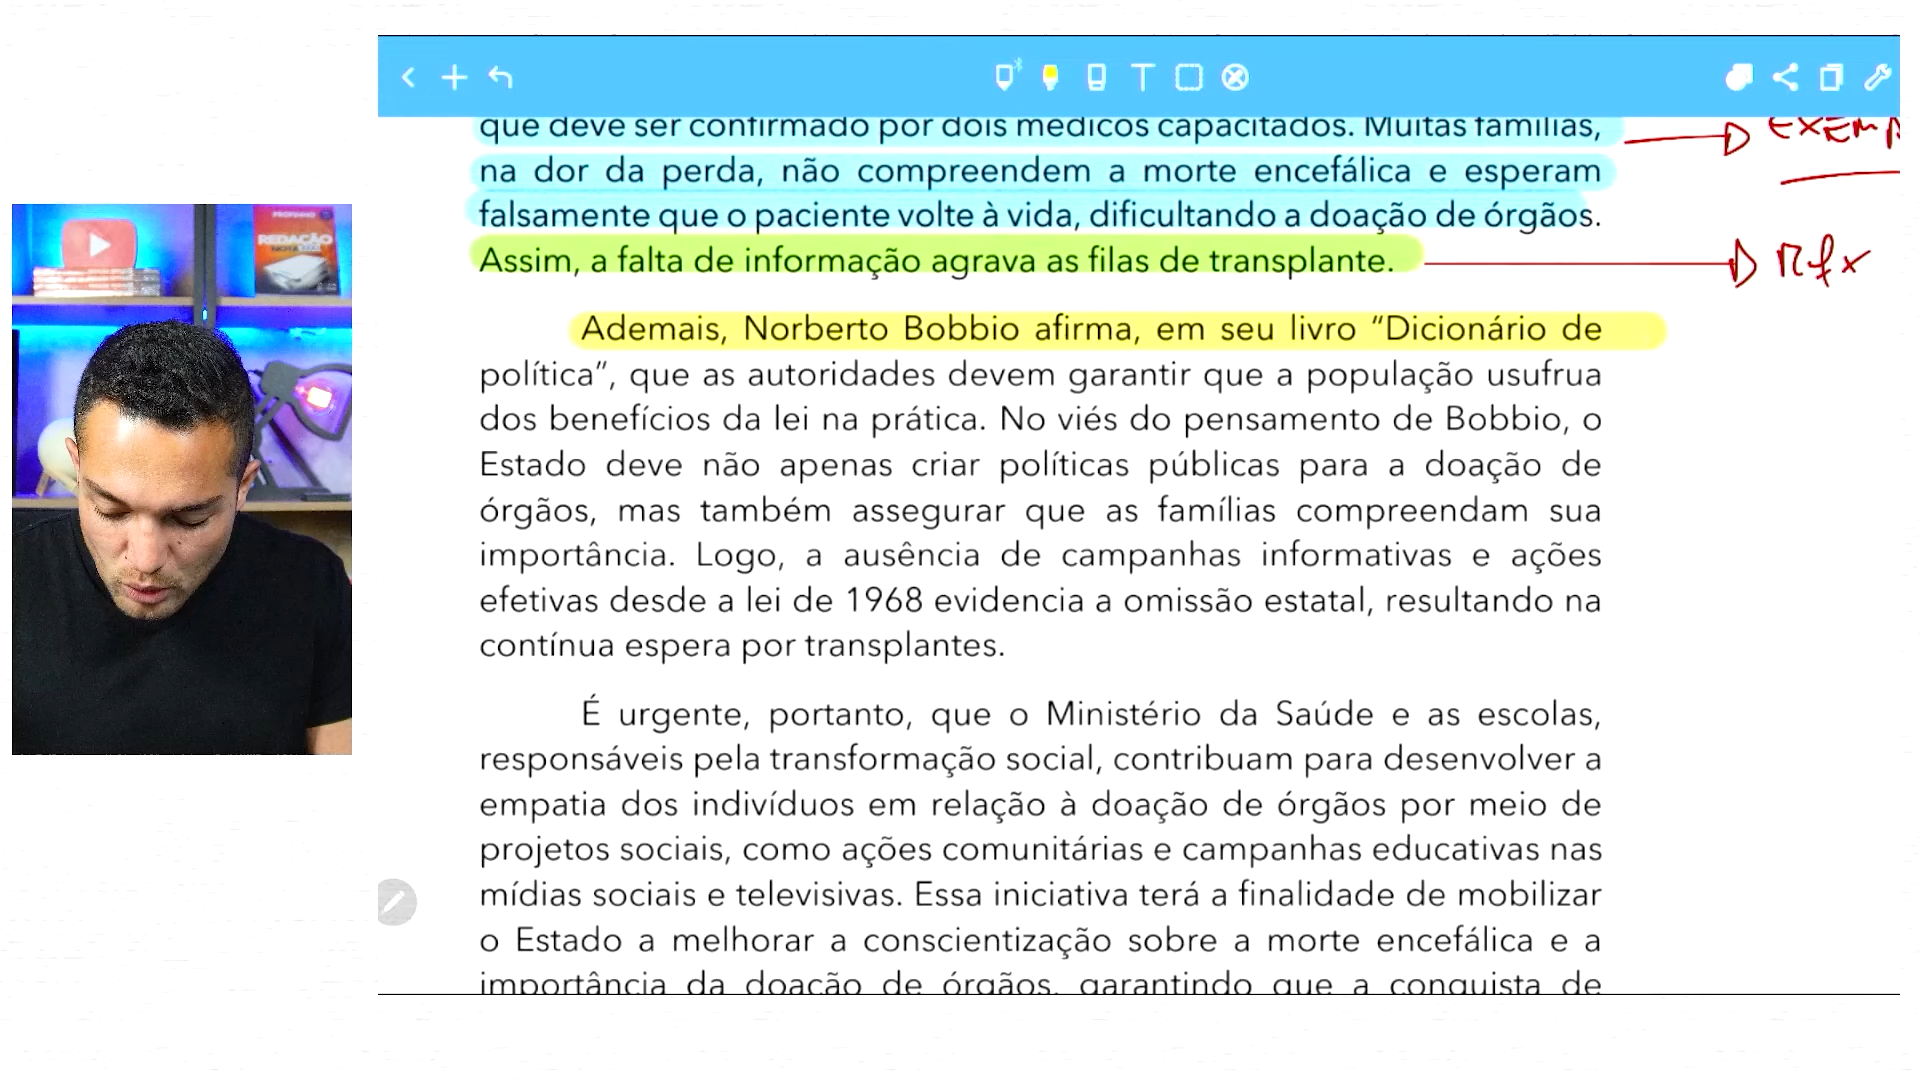 que deve ser confirmado por dois médicos capacitados. Muitas famílias,
na dor da perda, não compreendem a morte encefálica e esperam
falsamente que o paciente volte à vida, dificultando a doação de órgãos.
Assim, a falta de informação agrava as filas de transplante.
EXEMP
Rfx
Ademais, Norberto Bobbio afirma, em seu livro “Dicionário de
política”, que as autoridades devem garantir que a população usufrua
dos benefícios da lei na prática. No viés do pensamento de Bobbio, o
Estado deve não apenas criar políticas públicas para a doação de
órgãos, mas também assegurar que as famílias compreendam sua
importância. Logo, a ausência de campanhas informativas e ações
efetivas desde a lei de 1968 evidencia a omissão estatal, resultando na
contínua espera por transplantes.
É urgente, portanto, que o Ministério da Saúde e as escolas,
responsáveis pela transformação social, contribuam para desenvolver a
empatia dos indivíduos em relação à doação de órgãos por meio de
projetos sociais, como ações comunitárias e campanhas educativas nas
mídias sociais e televisivas. Essa iniciativa terá a finalidade de mobilizar
o Estado a melhorar a conscientização sobre a morte encefálica e a
importância da doação de órgãos, garantindo que a conquista de
REDAÇÃO